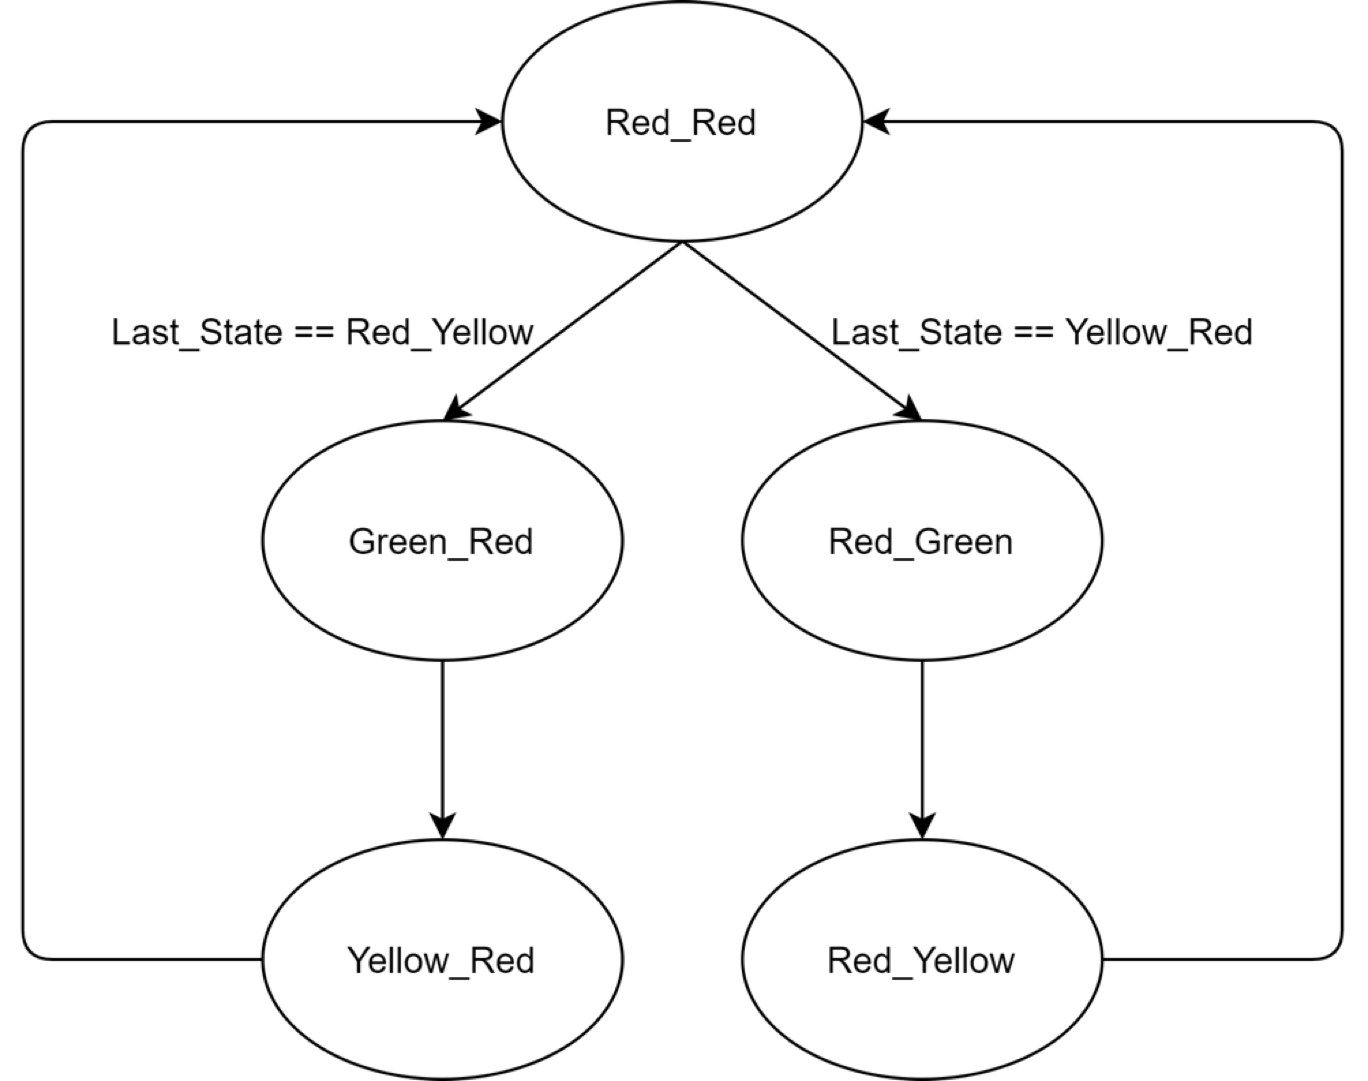 Red_Red
Last_State == Red_Yellow
Last_State == Yellow_Red
Green_Red
Red_Green
Yellow_Red
Red_Yellow